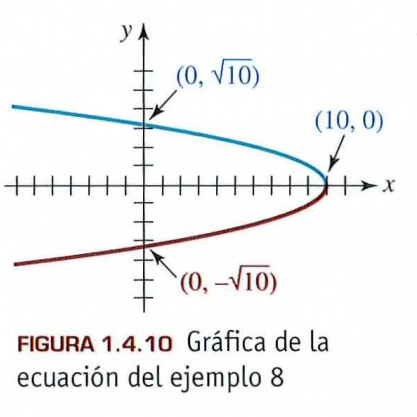 y
(0, √10)
(10, 0)
x
(0, –√10)
FIGURA 1.4.10 Gráfica de la
ecuación del ejemplo 8